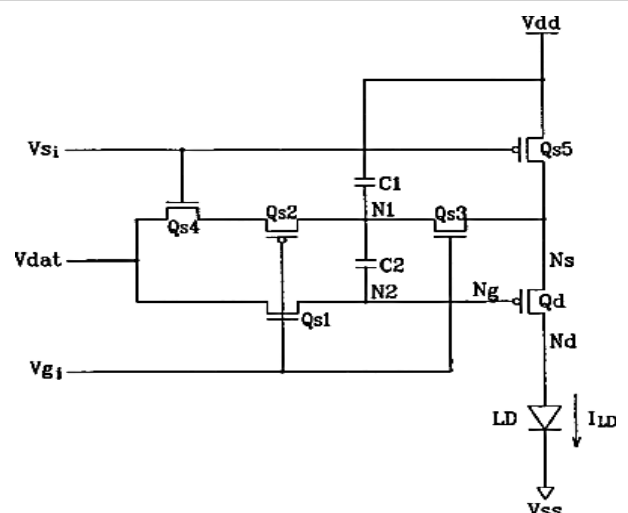 Vdd
Vsi
Qs5
C1
Qs2
N1
Qs3
Qs4
Vdat
C2
Ns
N2
Ng
Qd
Qs1
Nd
Vgi
LD
ILD
Vss